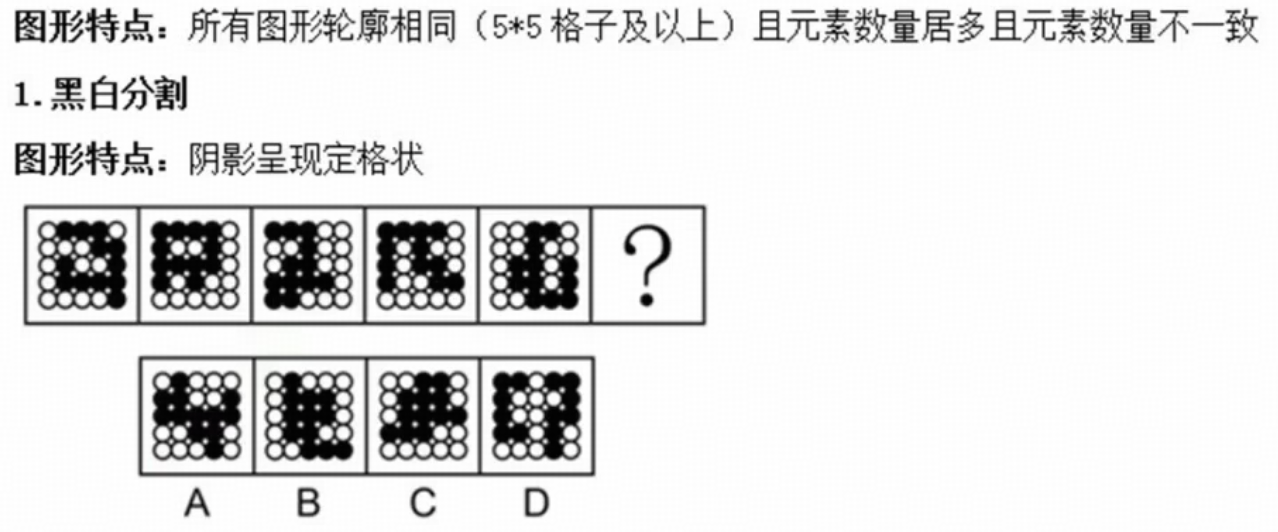 图形特点：所有图形轮廓相同（5*5格子及以上）且元素数量居多且元素数量不一致
1.黑白分割
图形特点：阴影呈现定格状
?
A B C D